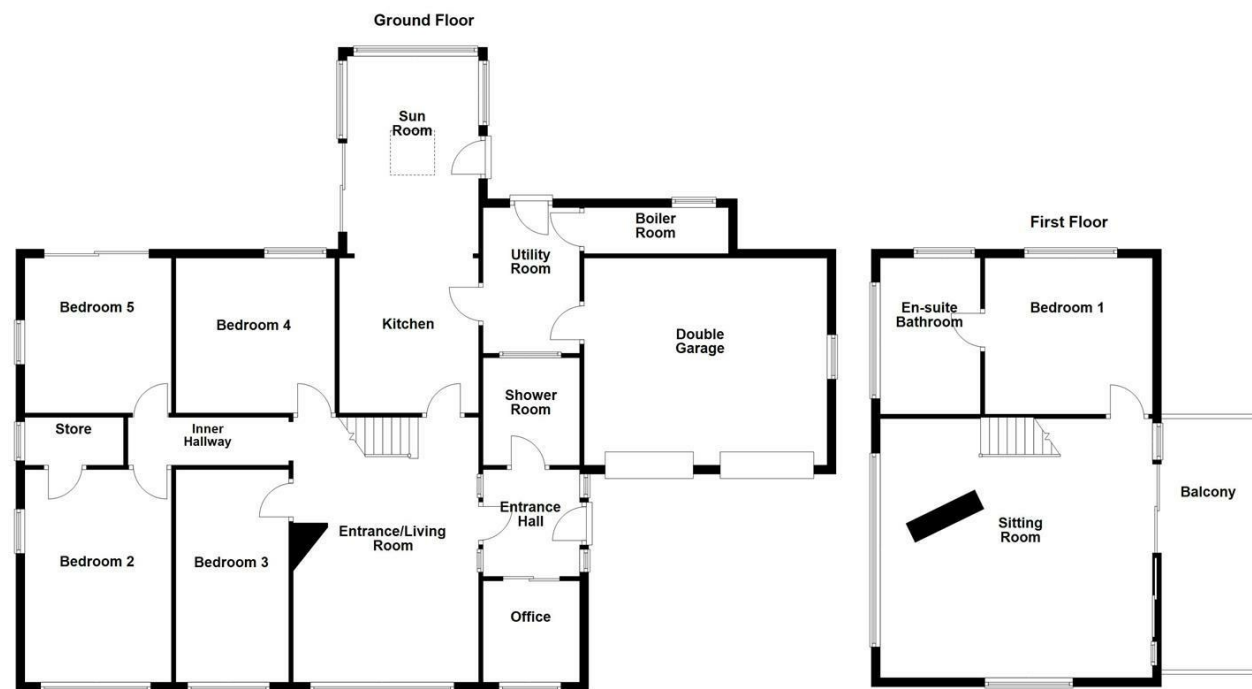 Ground Floor
Sun
Room
Boiler
Room
Utility
Room
Bedroom 5
Bedroom 4
Kitchen
Double
Garage
Shower
Room
Store
Inner
Hallway
Entrance
Hall
Entrance/Living
Room
Bedroom 2
Bedroom 3
Office
First Floor
En-suite
Bathroom
Bedroom 1
Balcony
Sitting
Room